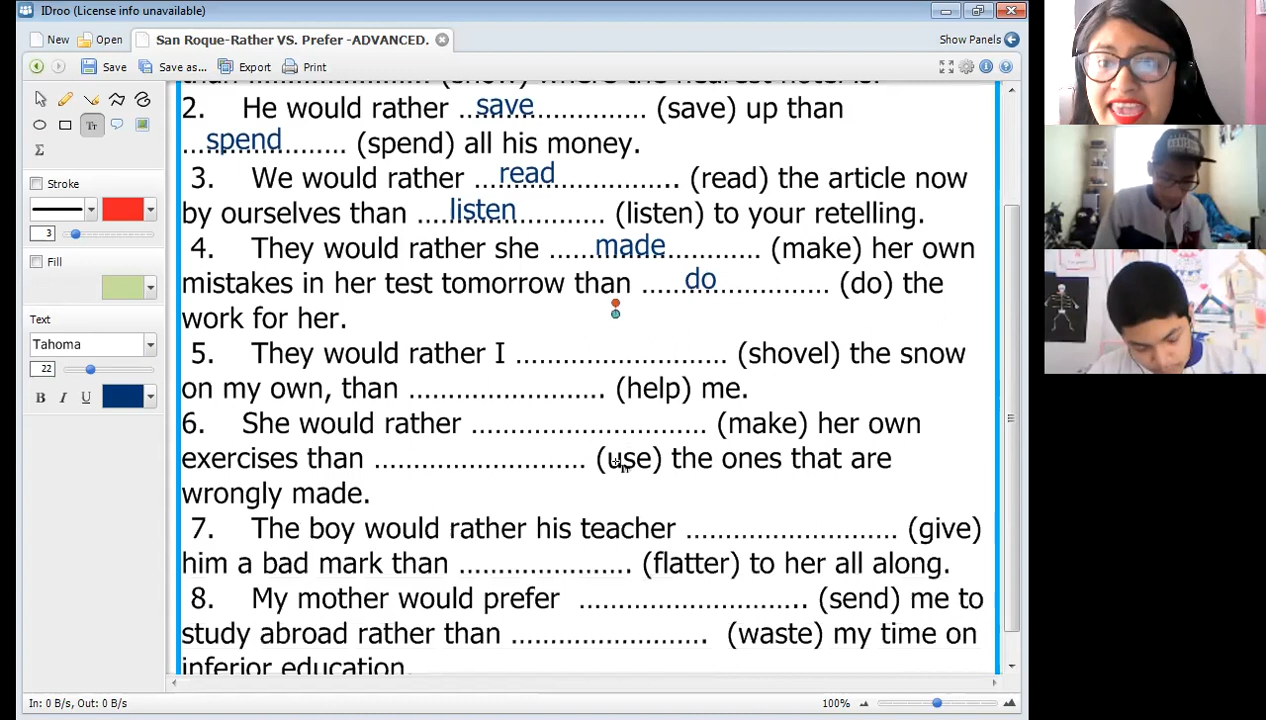 IDroo (License info unavailable)
New Open San Roque-Rather VS. Prefer -ADVANCED. Show Panels
Save Save as... Export Print
2. He would rather ...save................. (save) up than
...spend............ (spend) all his money.
3. We would rather ...read................... (read) the article now
by ourselves than ....listen............ (listen) to your retelling.
4. They would rather she ......made............ (make) her own
mistakes in her test tomorrow than ......do............. (do) the
work for her.
5. They would rather I ........................... (shovel) the snow
on my own, than ......................... (help) me.
6. She would rather .............................. (make) her own
exercises than ........................... (use) the ones that are
wrongly made.
7. The boy would rather his teacher ........................... (give)
him a bad mark than ...................... (flatter) to her all along.
8. My mother would prefer ............................. (send) me to
study abroad rather than ......................... (waste) my time on
inferior education.
Tr
Σ
Stroke
3
Fill
Text
Tahoma
22
B I U
In: 0 B/s, Out: 0 B/s 100%